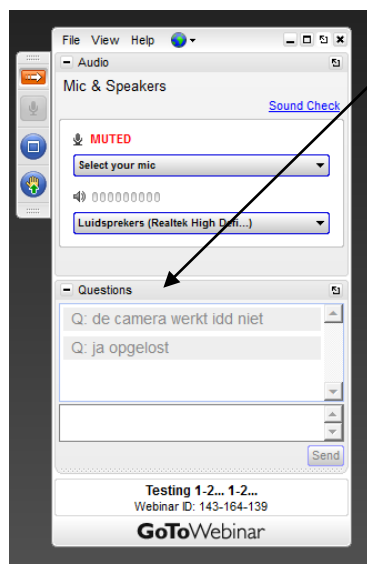 File View Help
Audio
Mic & Speakers
Sound Check
MUTED
Select your mic
Luidsprekers (Realtek High Defi...)
Questions
Q: de camera werkt idd niet
Q: ja opgelost
Send
Testing 1-2... 1-2...
Webinar ID: 143-164-139
GoToWebinar